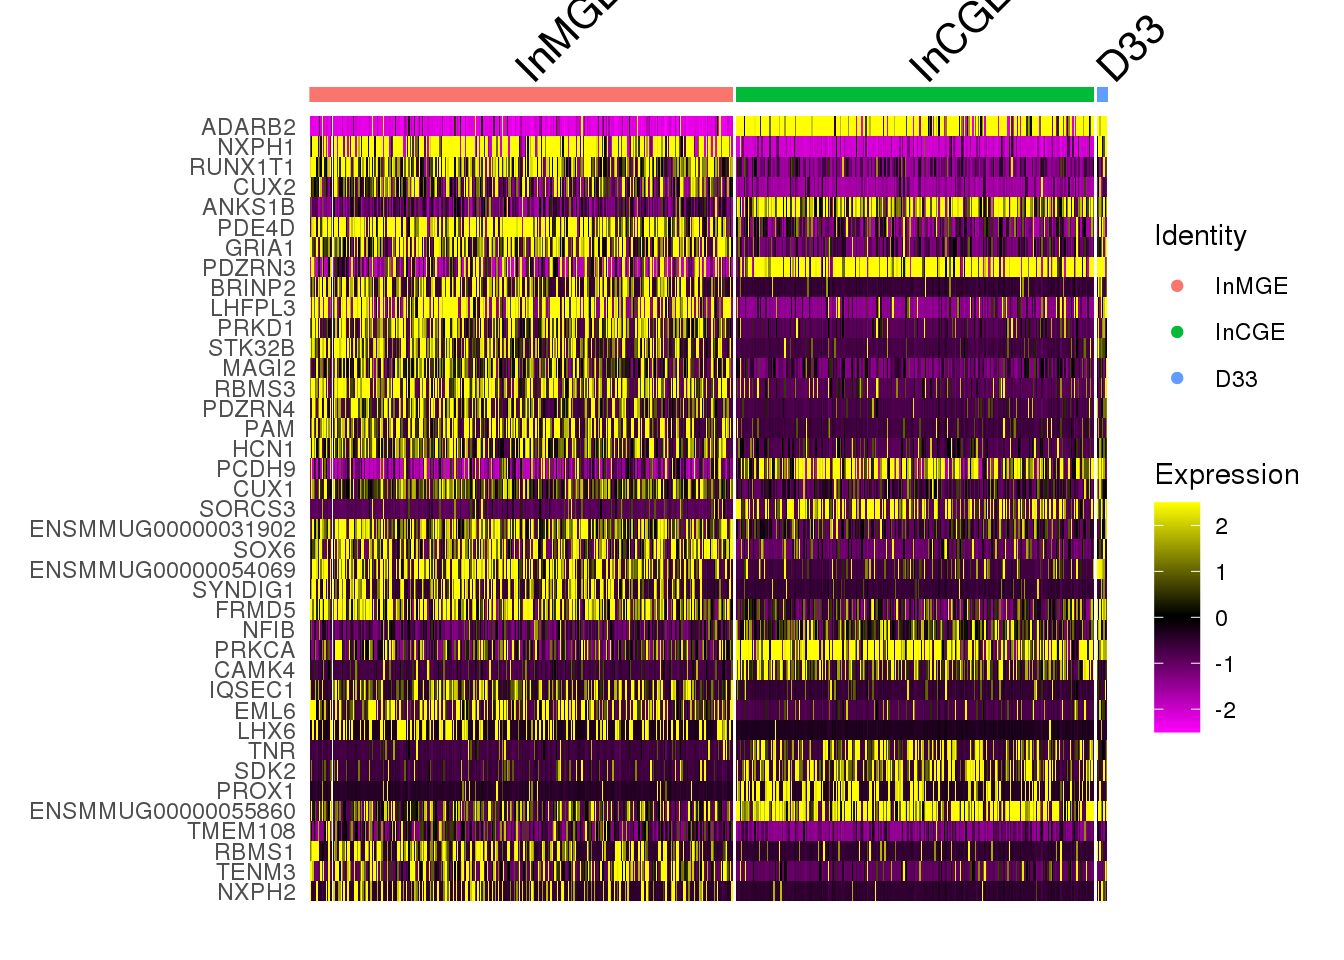 InMGE
InCGE
D33
ADARB2
NXPH1
RUNX1T1
CUX2
ANKS1B
PDE4D
GRIA1
PDZRN3
BRINP2
LHFPL3
PRKD1
STK32B
MAGI2
RBMS3
PDZRN4
PAM
HCN1
PCDH9
CUX1
SORCS3
ENSMMUG00000031902
SOX6
ENSMMUG00000054069
SYNDIG1
FRMD5
NFIB
PRKCA
CAMK4
IQSEC1
EML6
LHX6
TNR
SDK2
PROX1
ENSMMUG00000055860
TMEM108
RBMS1
TENM3
NXPH2
Identity
InMGE
InCGE
D33
Expression
2
1
0
-1
-2